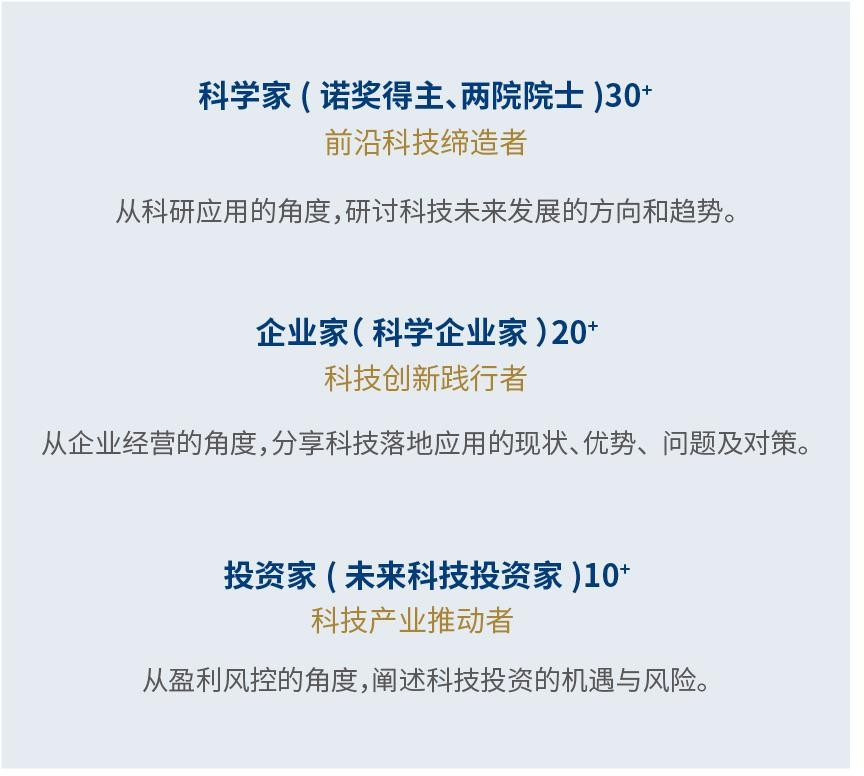 科学家 ( 诺奖得主、两院院士 )30+
前沿科技缔造者
从科研应用的角度，研讨科技未来发展的方向和趋势。
企业家( 科学企业家 )20+
科技创新践行者
从企业经营的角度，分享科技落地应用的现状、优势、问题及对策。
投资家 ( 未来科技投资家 )10+
科技产业推动者
从盈利风控的角度，阐述科技投资的机遇与风险。